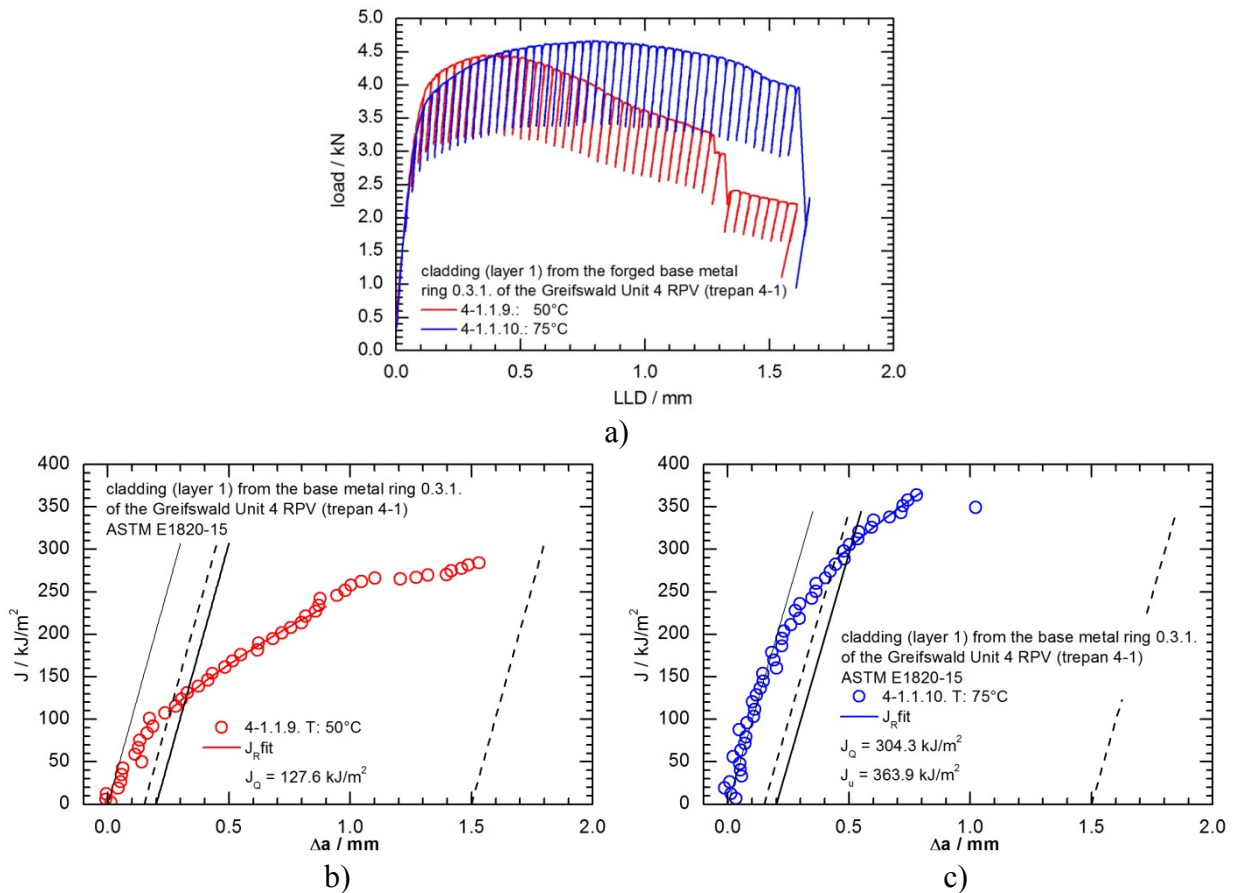 5.0
4.5
4.0
3.5
3.0
2.5
2.0
1.5
1.0
0.5
0.0
load / kN
cladding (layer 1) from the forged base metal
ring 0.3.1. of the Greifswald Unit 4 RPV (trepan 4-1)
4-1.1.9.: 50°C
4-1.1.10.: 75°C
0.0 0.5 1.0 1.5 2.0
LLD / mm
a)
400
350
300
250
200
150
100
50
0
J / kJ/m²
cladding (layer 1) from the base metal ring 0.3.1.
of the Greifswald Unit 4 RPV (trepan 4-1)
ASTM E1820-15
4-1.1.9. T: 50°C
J_R fit
J_Q = 127.6 kJ/m²
0.0 0.5 1.0 1.5 2.0
Δa / mm
b)
400
350
300
250
200
150
100
50
0
J / kJ/m²
cladding (layer 1) from the base metal ring 0.3.1.
of the Greifswald Unit 4 RPV (trepan 4-1)
ASTM E1820-15
4-1.1.10. T: 75°C
J_R fit
J_Q = 304.3 kJ/m²
J_u = 363.9 kJ/m²
0.0 0.5 1.0 1.5 2.0
Δa / mm
c)